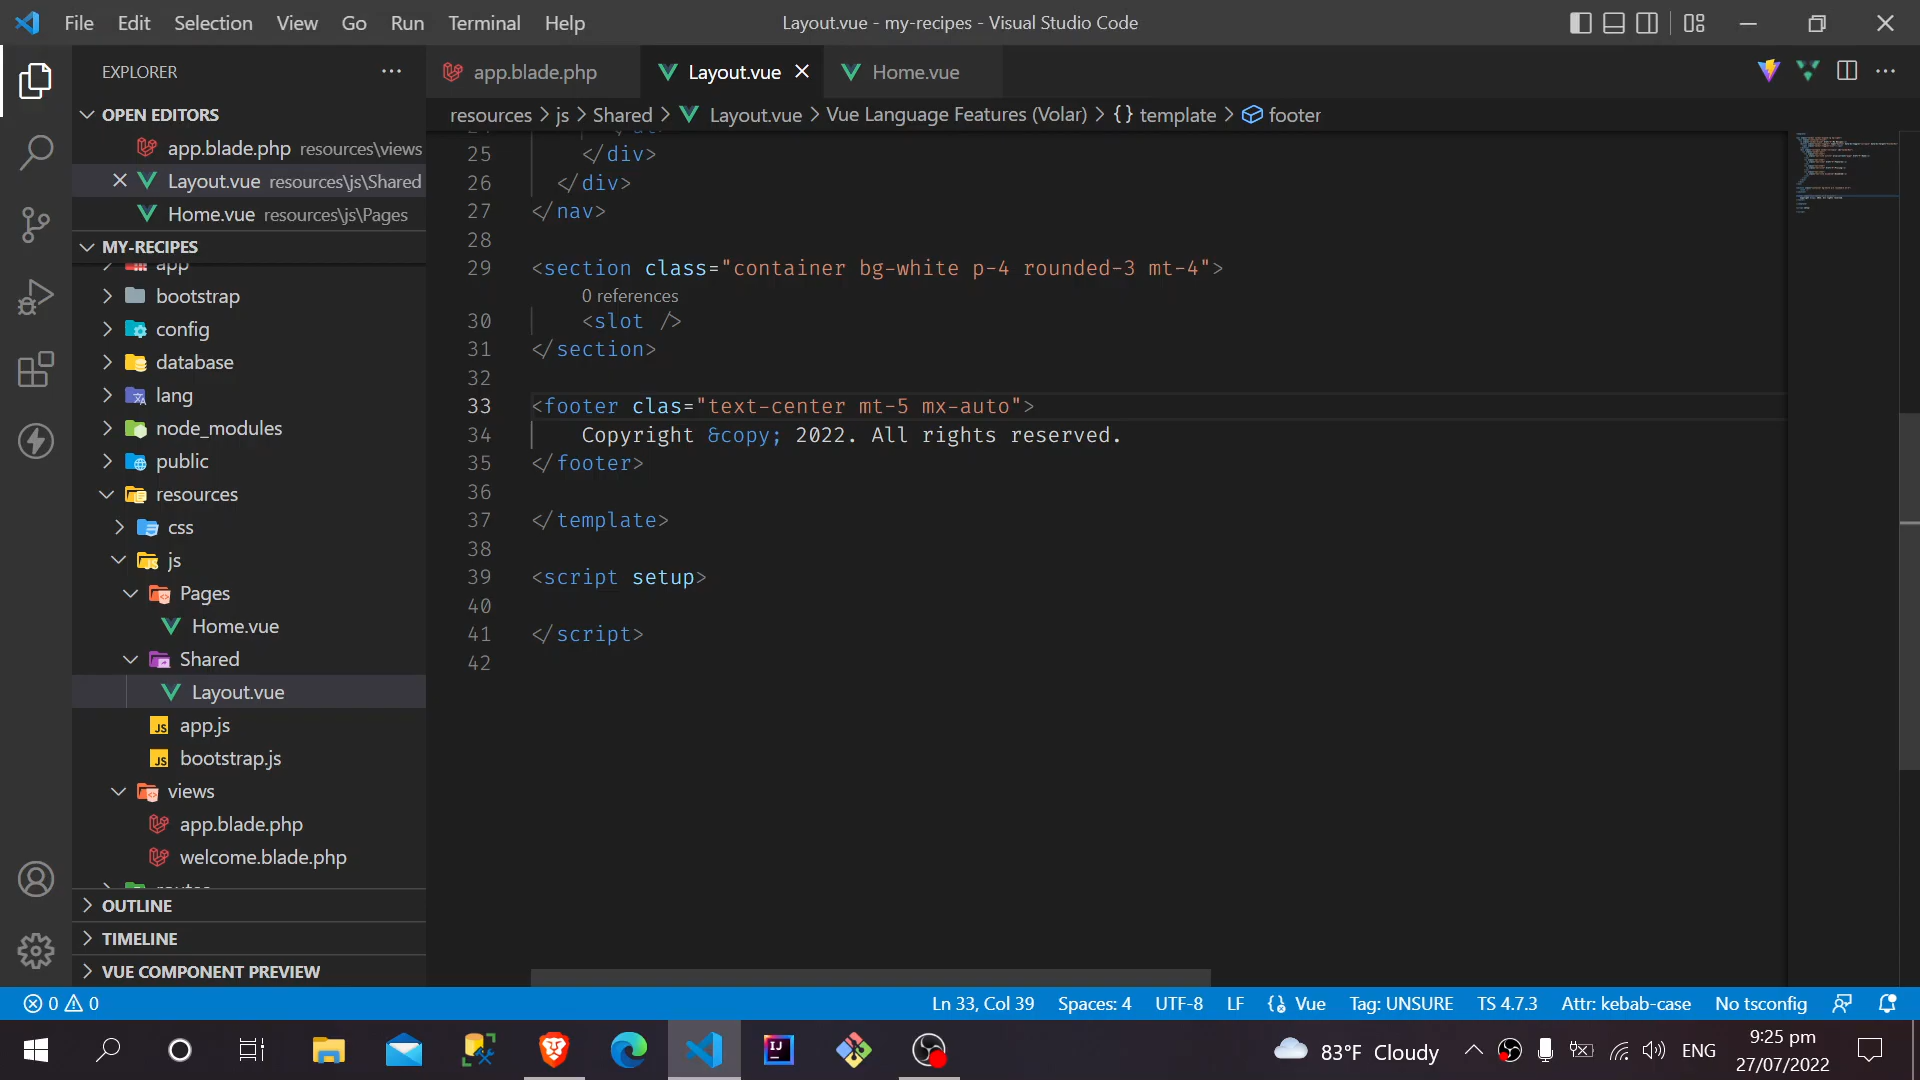 File Edit Selection View Go Run Terminal Help
Layout.vue - my-recipes - Visual Studio Code
EXPLORER
OPEN EDITORS
app.blade.php resources\views
Layout.vue resources\js\Shared
Home.vue resources\js\Pages
MY-RECIPES
app
bootstrap
config
database
lang
node_modules
public
resources
css
js
Pages
Home.vue
Shared
Layout.vue
app.js
bootstrap.js
views
app.blade.php
welcome.blade.php
OUTLINE
TIMELINE
VUE COMPONENT PREVIEW
app.blade.php Layout.vue Home.vue
resources > js > Shared > Layout.vue > Vue Language Features (Volar) > {} template > footer
25 </div>
26 </div>
27 </nav>
28
29 <section class="container bg-white p-4 rounded-3 mt-4">
0 references
30 <slot />
31 </section>
32
33 <footer clas="text-center mt-5 mx-auto">
34 Copyright &copy; 2022. All rights reserved.
35 </footer>
36
37 </template>
38
39 <script setup>
40
41 </script>
42
0 0
Ln 33, Col 39 Spaces: 4 UTF-8 LF Vue Tag: UNSURE TS 4.7.3 Attr: kebab-case No tsconfig
83°F Cloudy ENG
9:25 pm
27/07/2022